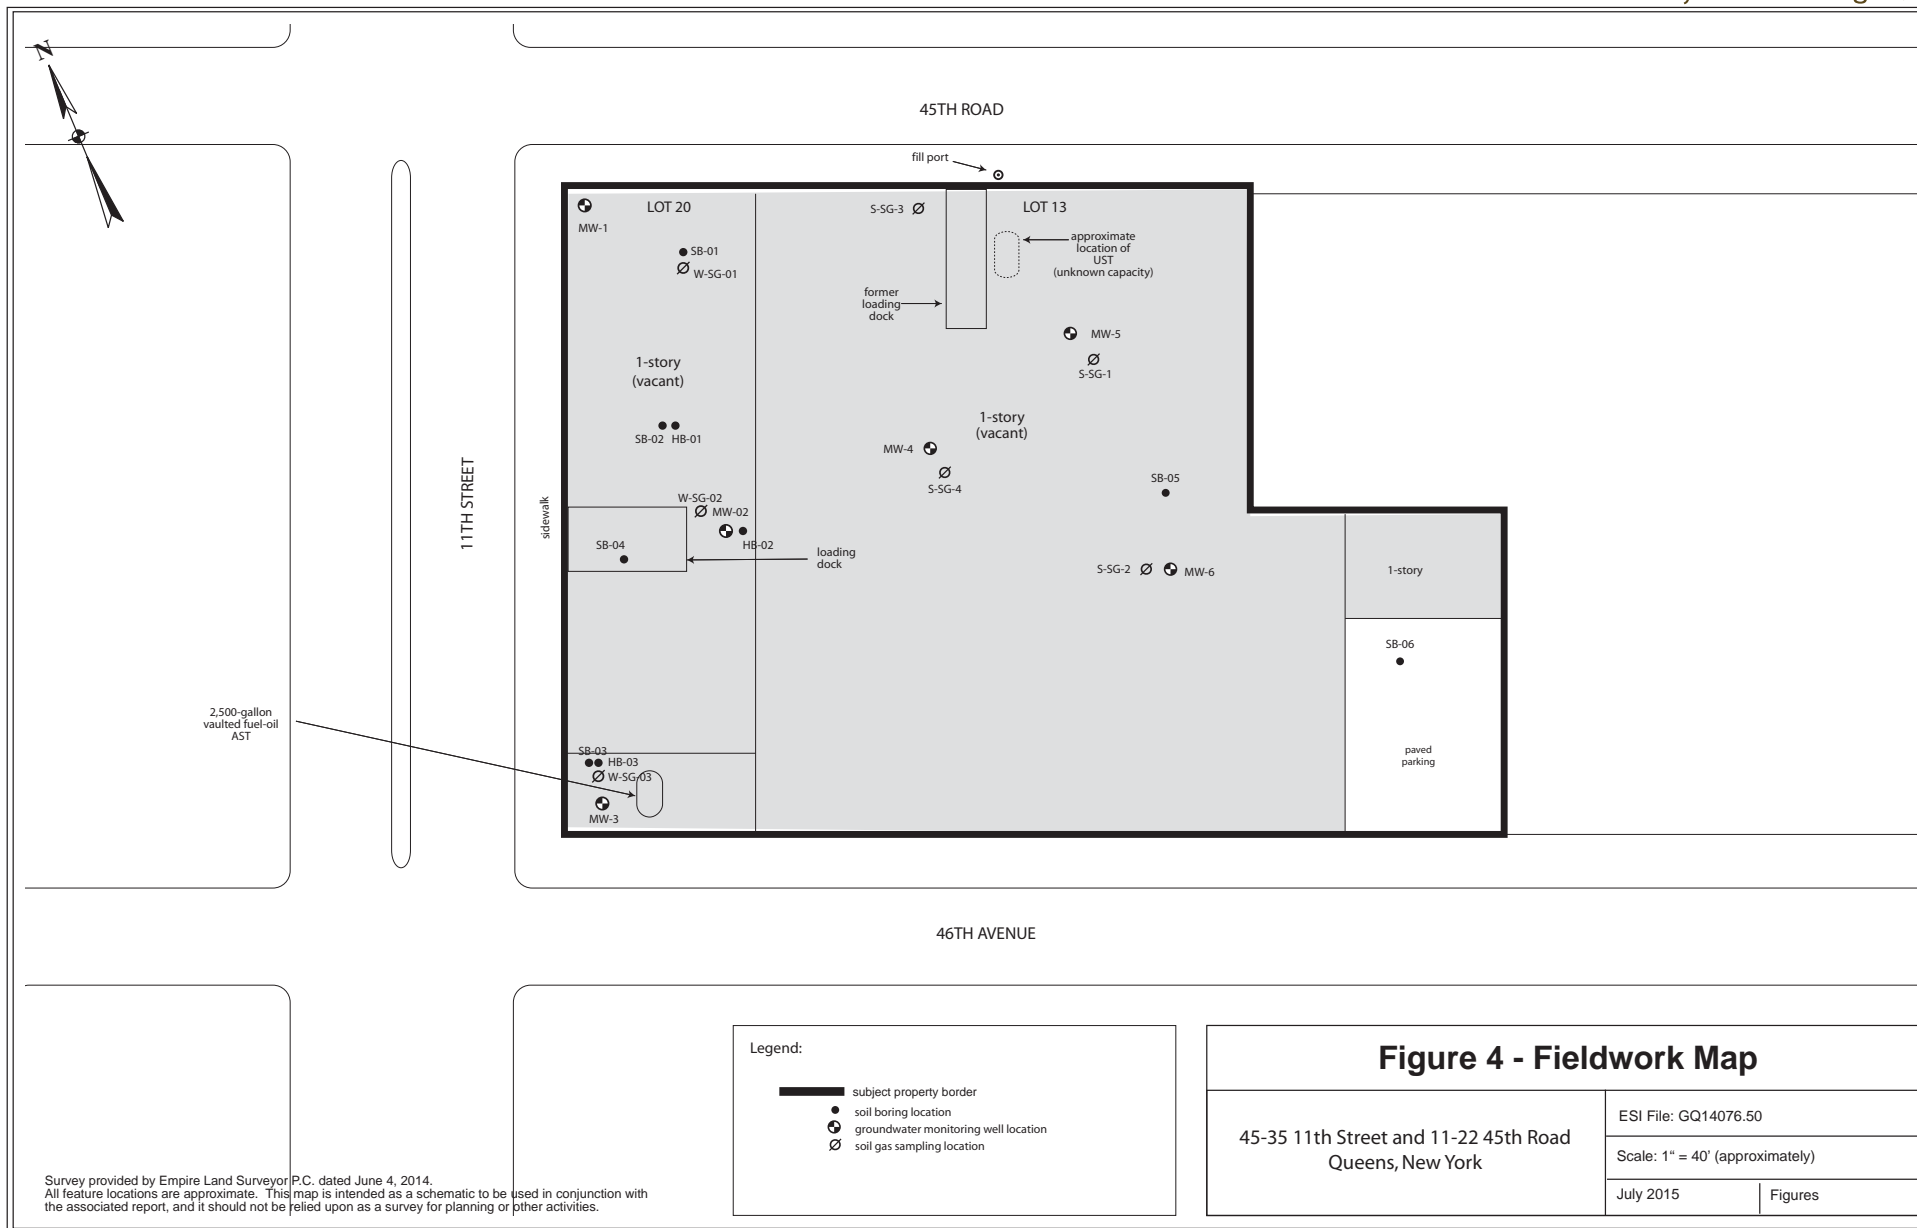 N
45TH ROAD
fill port
LOT 20
S-SG-3
LOT 13
MW-1
approximate
location of
UST
(unknown capacity)
SB-01
W-SG-01
former
loading
dock
MW-5
1-story
(vacant)
S-SG-1
1-story
(vacant)
SB-02 HB-01
MW-4
11TH STREET
sidewalk
S-SG-4
SB-05
W-SG-02
MW-02
SB-04
HB-02
loading
dock
S-SG-2
MW-6
1-story
SB-06
2,500-gallon
vaulted fuel-oil
AST
SB-03
HB-03
W-SG-03
MW-3
paved
parking
46TH AVENUE
Legend:
subject property border
soil boring location
groundwater monitoring well location
soil gas sampling location
Figure 4 - Fieldwork Map
45-35 11th Street and 11-22 45th Road
Queens, New York
ESI File: GQ14076.50
Scale: 1“ = 40’ (approximately)
July 2015
Figures
Survey provided by Empire Land Surveyor P.C. dated June 4, 2014.
All feature locations are approximate. This map is intended as a schematic to be used in conjunction with
the associated report, and it should not be relied upon as a survey for planning or other activities.